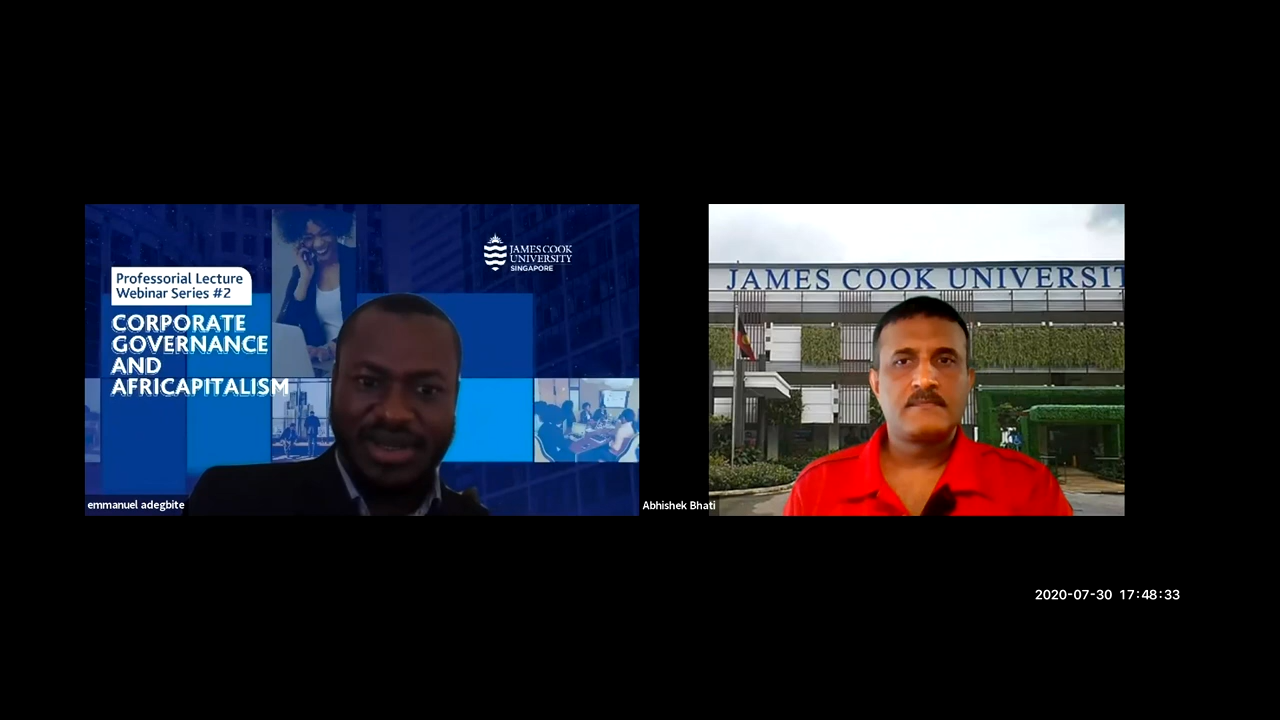 Professorial Lecture
Webinar Series #2
CORPORATE
GOVERNANCE
AND
AFRICAPITALISM
JAMES COOK
UNIVERSITY
SINGAPORE
emmanuel adegbite
JAMES COOK UNIVERSIT
Abhishek Bhati
2020-07-30 17:48:33